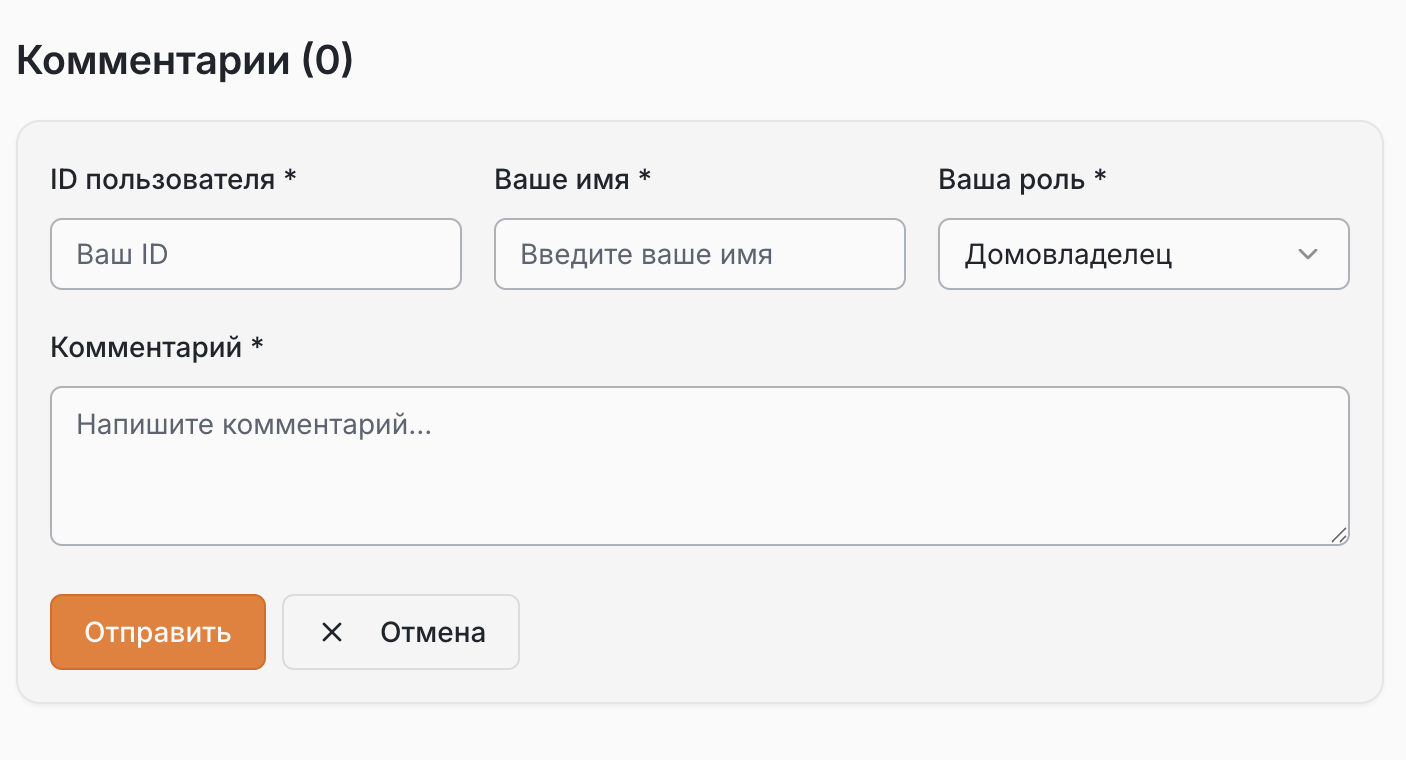 Комментарии (0)
ID пользователя * Ваше имя * Ваша роль *
Ваш ID Введите ваше имя Домовладелец
Комментарий *
Напишите комментарий...
Отправить Отмена